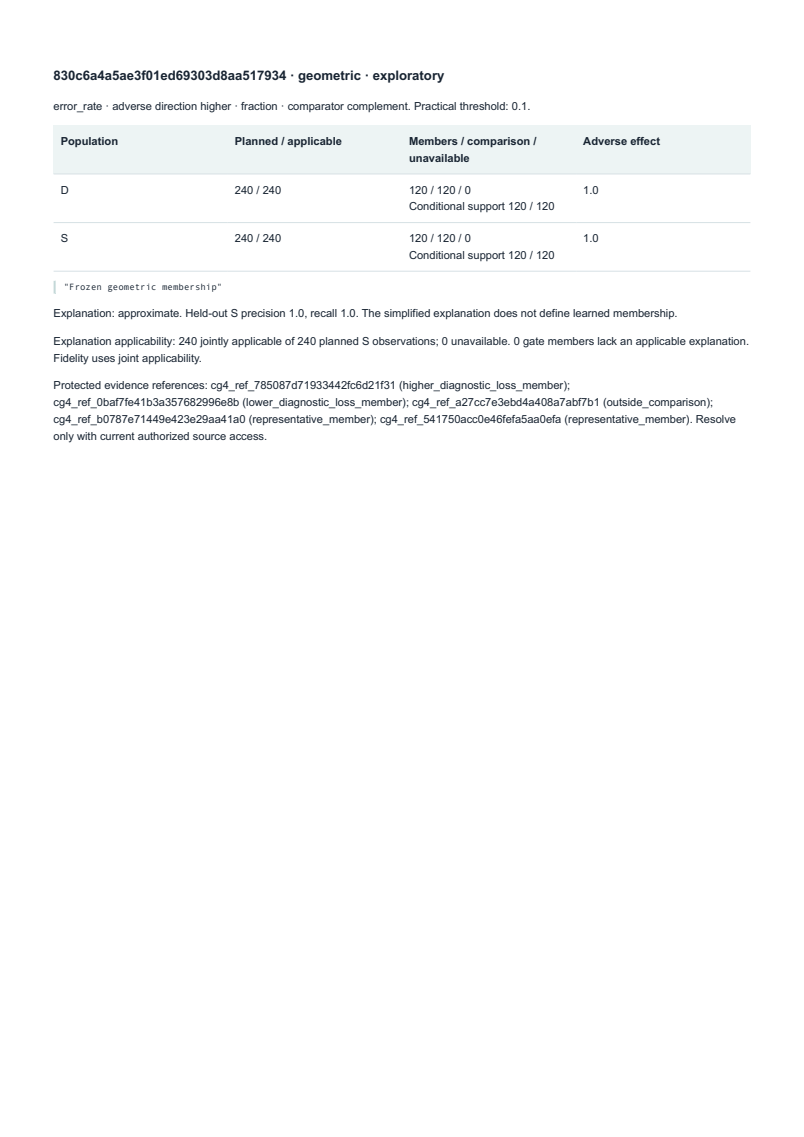 830c6a4a5ae3f01ed69303d8aa517934 · geometric · exploratory
error_rate · adverse direction higher · fraction · comparator complement. Practical threshold: 0.1.
Population Planned / applicable Members / comparison / unavailable Adverse effect
D 240 / 240 120 / 120 / 0 1.0
Conditional support 120 / 120
S 240 / 240 120 / 120 / 0 1.0
Conditional support 120 / 120
"Frozen geometric membership"
Explanation: approximate. Held-out S precision 1.0, recall 1.0. The simplified explanation does not define learned membership.
Explanation applicability: 240 jointly applicable of 240 planned S observations; 0 unavailable. 0 gate members lack an applicable explanation.
Fidelity uses joint applicability.
Protected evidence references: cg4_ref_785087d71933442fc6d21f31 (higher_diagnostic_loss_member);
cg4_ref_0baf7fe41b3a357682996e8b (lower_diagnostic_loss_member); cg4_ref_a27cc7e3ebd4a408a7abf7b1 (outside_comparison);
cg4_ref_b0787e71449e423e29aa41a0 (representative_member); cg4_ref_541750acc0e46fefa5aa0efa (representative_member). Resolve
only with current authorized source access.